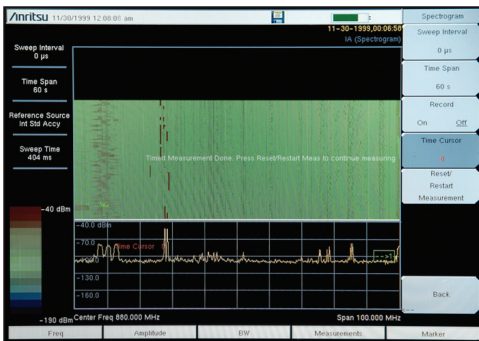 Anritsu 11/30/1999 12:00:06 am
Spectrogram
11-30-1999,00:06:58
IA (Spectrogram)
Sweep Interval
0 µs
Time Span
60 s
Reference Source
Int Std Accy
Sweep Time
404 ms
-40 dBm
-190 dBm
Timed Measurement Done. Press Reset/Restart Meas to continue measuring
-40.0 dBm
-70.0
Time Cursor
-130.0
-160.0
Center Freq 880.000 MHz
Span 100.000 MHz
Sweep Interval
0 µs
Time Span
60 s
Record
On Off
Time Cursor
0
Reset/
Restart
Measurement
Back
Freq
Amplitude
BW
Measurements
Marker